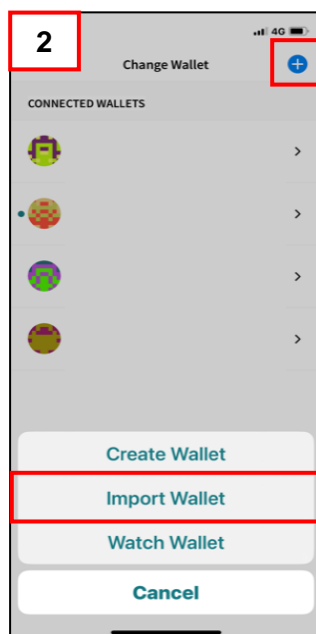 2
4G
Change Wallet
CONNECTED WALLETS
Create Wallet
Import Wallet
Watch Wallet
Cancel